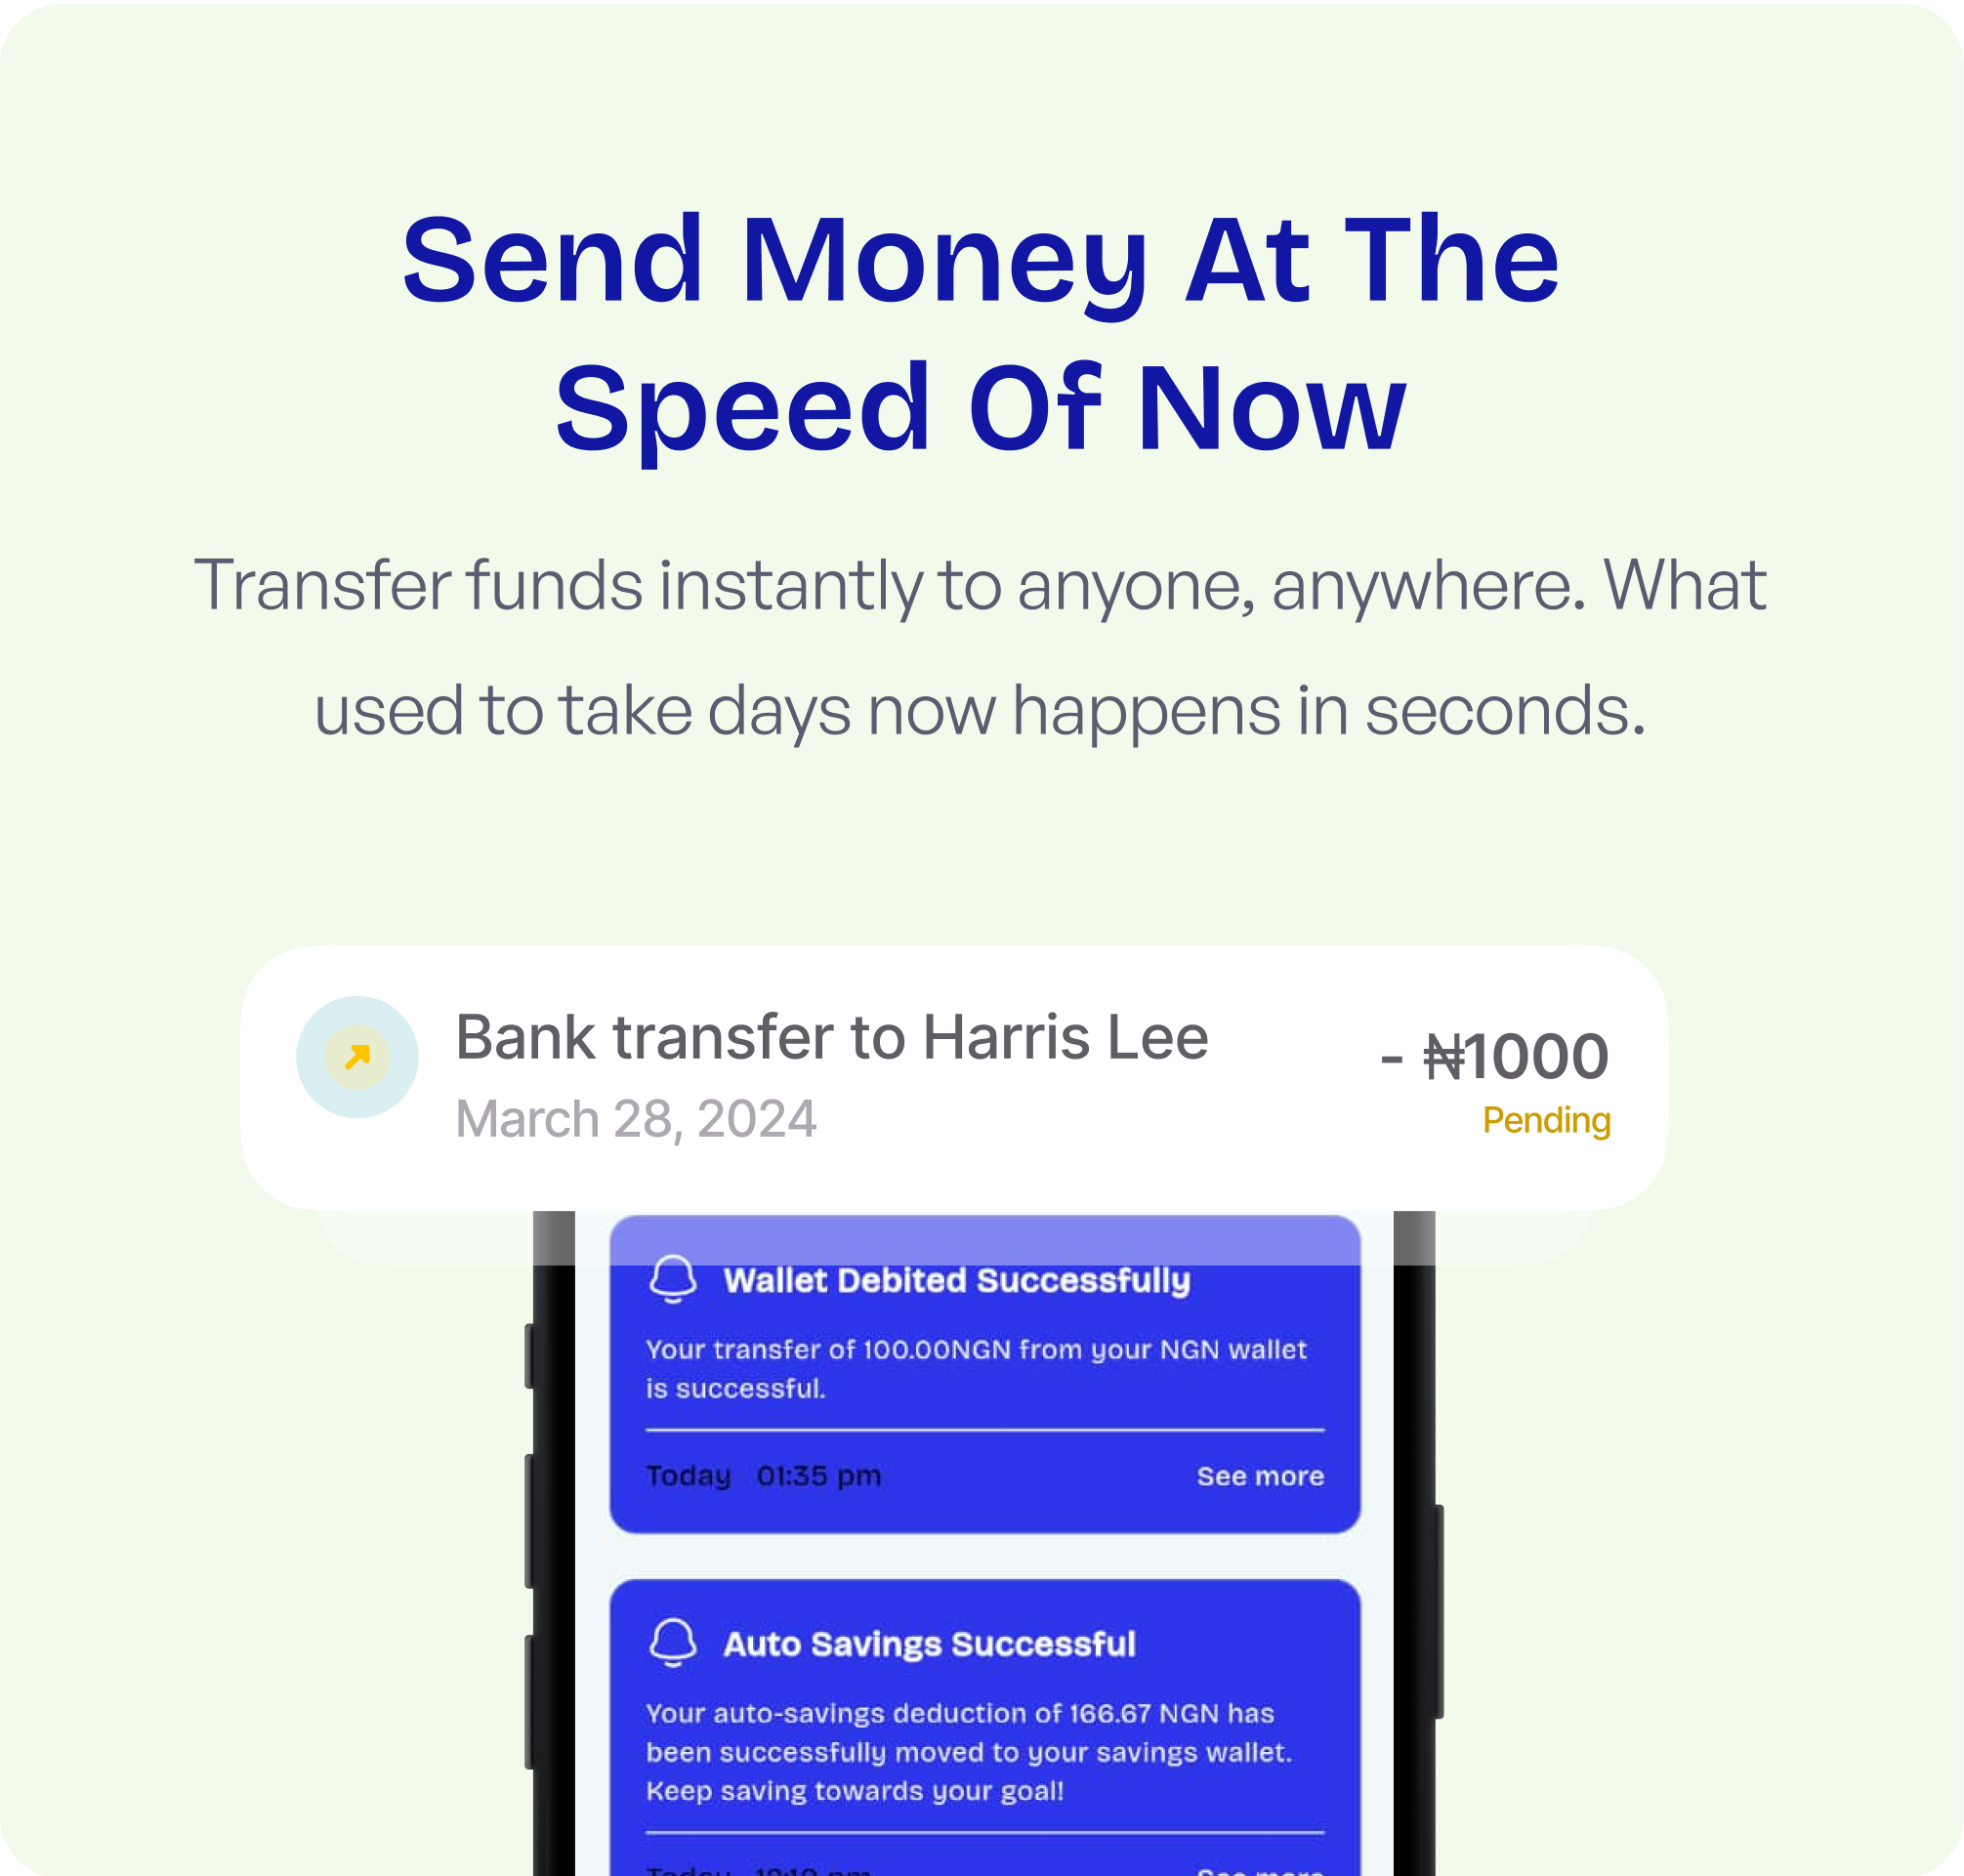 Send Money At The
Speed Of Now
Transfer funds instantly to anyone, anywhere. What
used to take days now happens in seconds.
Bank transfer to Harris Lee
- ₦1000
March 28, 2024
Pending
Wallet Debited Successfully
Your transfer of 100.00NGN from your NGN wallet
is successful.
Today 01:35 pm See more
Auto Savings Successful
Your auto-savings deduction of 166.67 NGN has
been successfully moved to your savings wallet.
Keep saving towards your goal!
Today pm See more